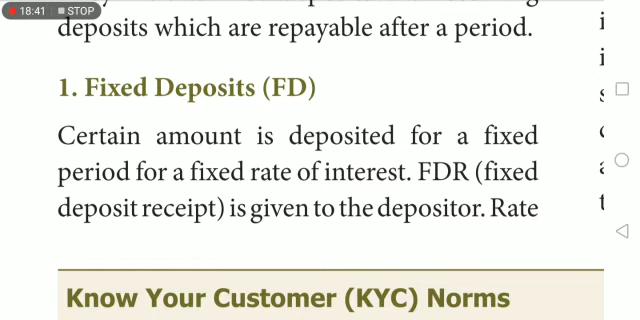 18:41 STOP
deposits which are repayable after a period.
1. Fixed Deposits (FD)
Certain amount is deposited for a fixed
period for a fixed rate of interest. FDR (fixed
deposit receipt) is given to the depositor. Rate
Know Your Customer (KYC) Norms